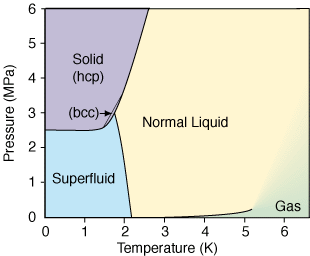 6
5
4
3
2
1
0
Pressure (MPa)
Solid
(hcp)
(bcc)
Normal Liquid
Superfluid
Gas
0 1 2 3 4 5 6
Temperature (K)